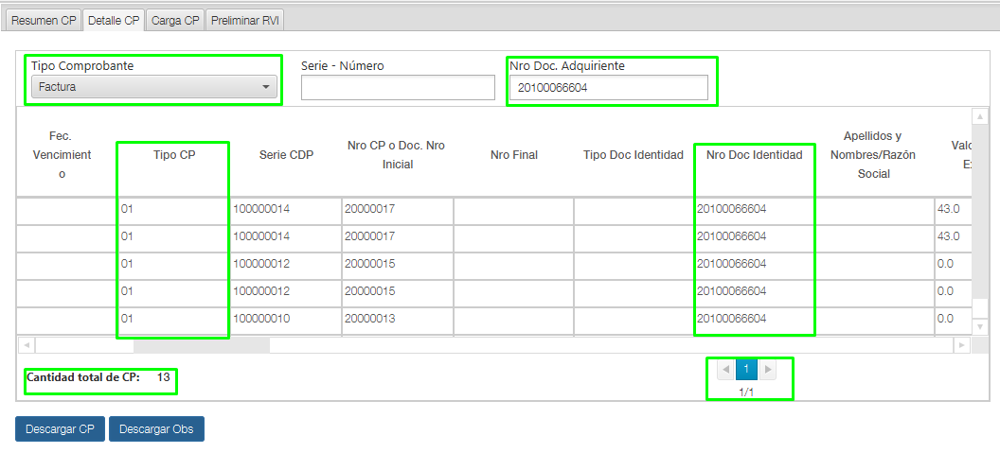 Resumen CP Detalle CP Carga CP Preliminar RVI
Tipo Comprobante Serie - Número Nro Doc. Adquiriente
Factura 20100066604
Fec. Vencimient o Tipo CP Serie CDP Nro CP o Doc. Nro Inicial Nro Final Tipo Doc Identidad Nro Doc Identidad Apellidos y Nombres/Razón Social
01 100000014 20000017 20100066604 43.0
01 100000014 20000017 20100066604 43.0
01 100000012 20000015 20100066604 0.0
01 100000012 20000015 20100066604 0.0
01 100000010 20000013 20100066604 0.0
Cantidad total de CP: 13 1
1/1
Descargar CP Descargar Obs